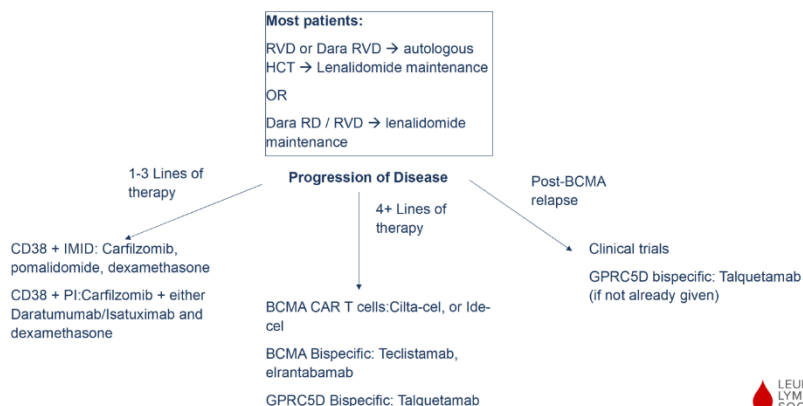 Most patients:
RVD or Dara RVD → autologous
HCT → Lenalidomide maintenance
OR
Dara RD / RVD → lenalidomide
maintenance
Progression of Disease
1-3 Lines of
therapy
4+ Lines of
therapy
Post-BCMA
relapse
CD38 + IMID: Carfilzomib,
pomalidomide, dexamethasone
CD38 + PI:Carfilzomib + either
Daratumumab/Isatuximab and
dexamethasone
BCMA CAR T cells:Cilta-cel, or Ide-
cel
BCMA Bispecific: Teclistamab,
elrantabamab
GPRC5D Bispecific: Talquetamab
Clinical trials
GPRC5D bispecific: Talquetamab
(if not already given)